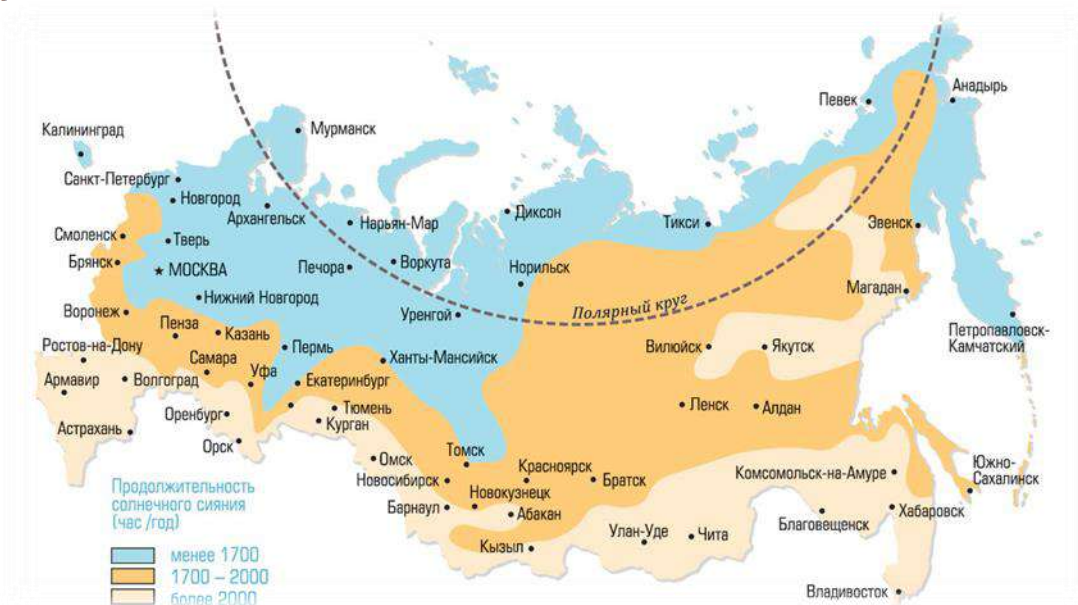 Калининград
Мурманск
Певек
Анадырь
Санкт-Петербург
Новгород
Архангельск
Нарьян-Мар
Диксон
Тикси
Эвенск
Смоленск
Тверь
Брянск
МОСКВА
Печора
Воркута
Норильск
Магадан
Нижний Новгород
Воронеж
Уренгой
Полярный круг
Петропавловск-
Камчатский
Пенза
Казань
Ростов-на-Дону
Пермь
Ханты-Мансийск
Вилюйск
Якутск
Самара
Армавир
Волгоград
Уфа
Екатеринбург
Тюмень
Ленск
Алдан
Оренбург
Курган
Астрахань
Орск
Омск
Томск
Красноярск
Братск
Комсомольск-на-Амуре
Южно-
Сахалинск
Новосибирск
Новокузнецк
Барнаул
Абакан
Хабаровск
Благовещенск
Улан-Уде
Чита
Кызыл
Владивосток
Продолжительность
солнечного сияния
(час /год)
менее 1700
1700 – 2000
более 2000